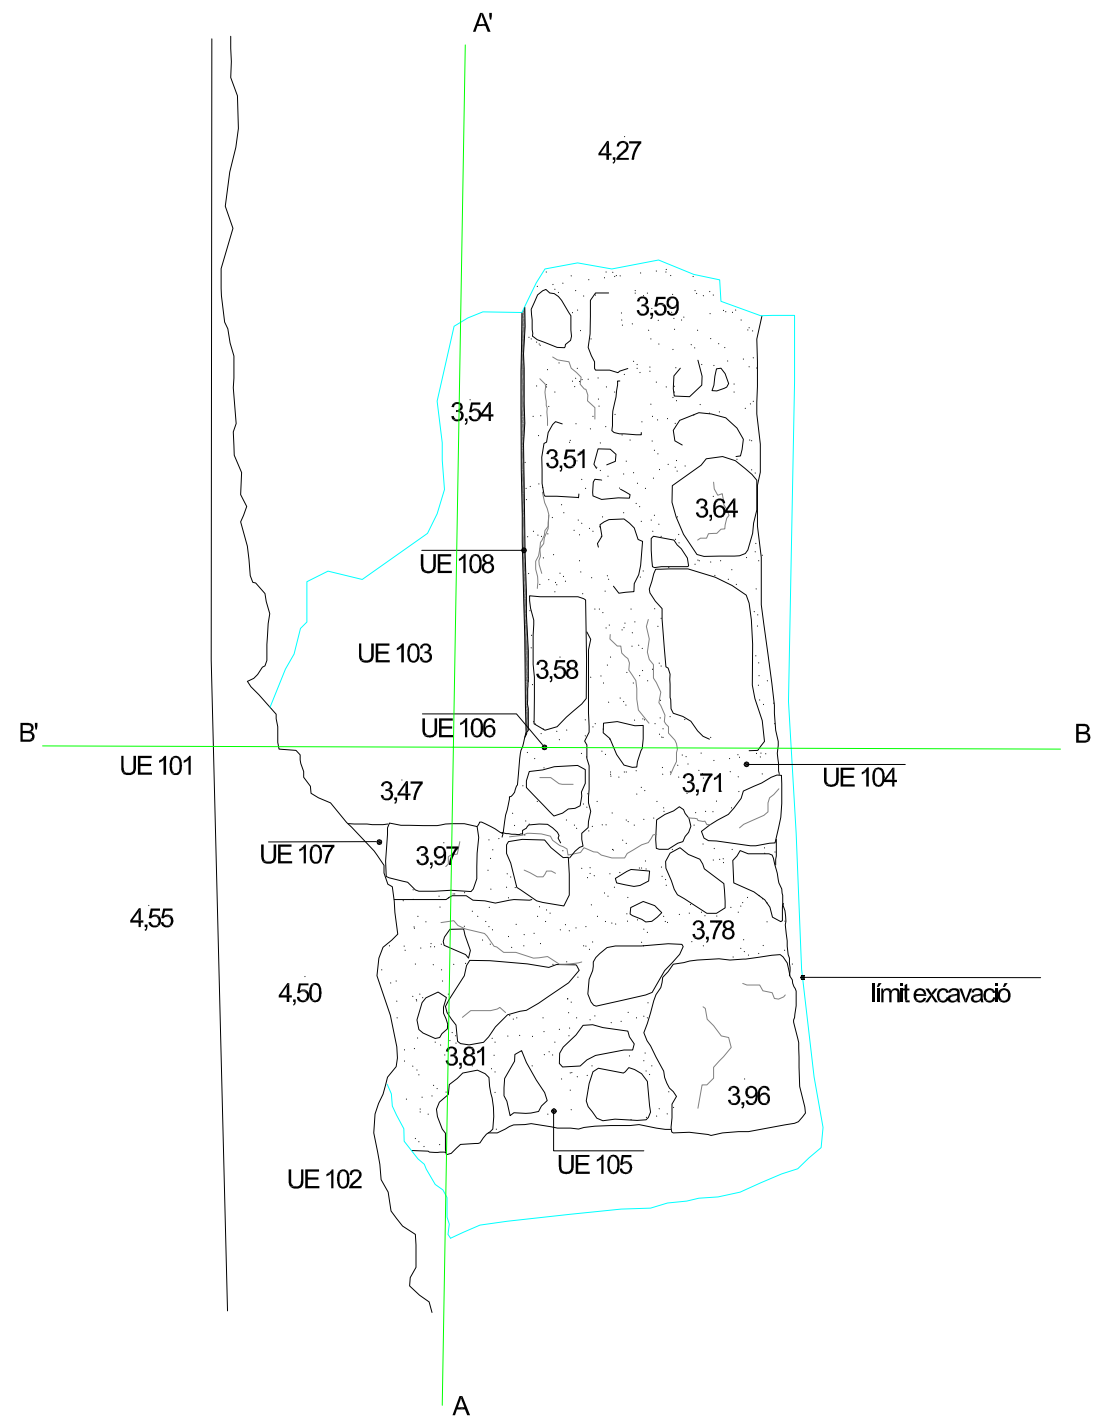 A'
4,27
3,59
3,54
3,51
3,64
UE 108
UE 103
3,58
UE 106
B'
B
UE 101
3,71
UE 104
3,47
UE 107
3,97
4,55
3,78
4,50
límit excavació
3,81
3,96
UE 105
UE 102
A